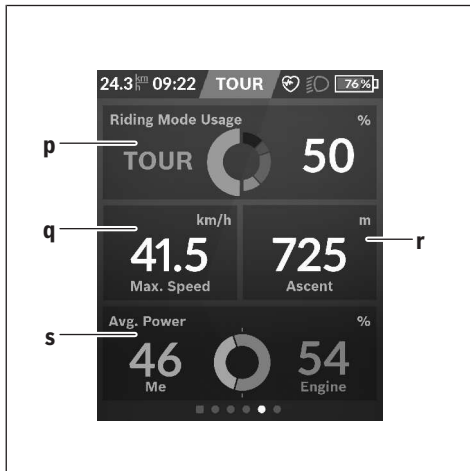 24.3 km/h 09:22 TOUR 76%
Riding Mode Usage %
p TOUR 50
q km/h m r
41.5 725
Max. Speed Ascent
Avg. Power %
s 46 54
Me Engine